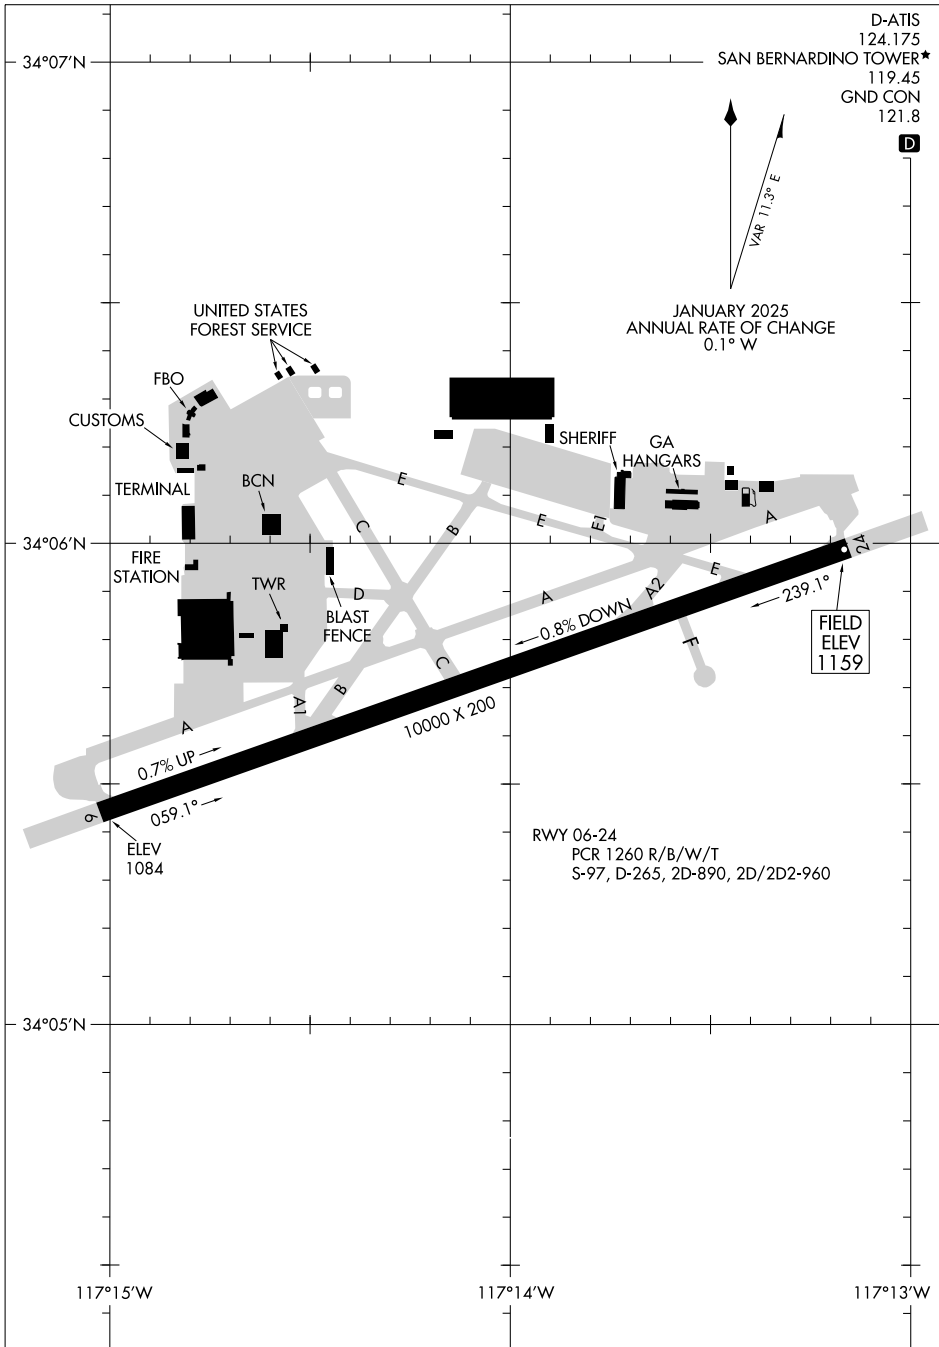 D-ATIS
124.175
SAN BERNARDINO TOWER★
119.45
GND CON
121.8
D
34°07'N
VAR 11.3° E
JANUARY 2025
ANNUAL RATE OF CHANGE
0.1° W
UNITED STATES
FOREST SERVICE
FBO
CUSTOMS
TERMINAL
BCN
SHERIFF
GA
HANGARS
E
C
B
E
E1
A
34°06'N
24
FIRE
STATION
TWR
D
BLAST
FENCE
A
A2
E
239.1°
0.8% DOWN
FIELD
ELEV
1159
F
C
B
A1
A
10000 X 200
0.7% UP
059.1°
6
ELEV
1084
RWY 06-24
PCR 1260 R/B/W/T
S-97, D-265, 2D-890, 2D/2D2-960
34°05'N
117°15'W
117°14'W
117°13'W